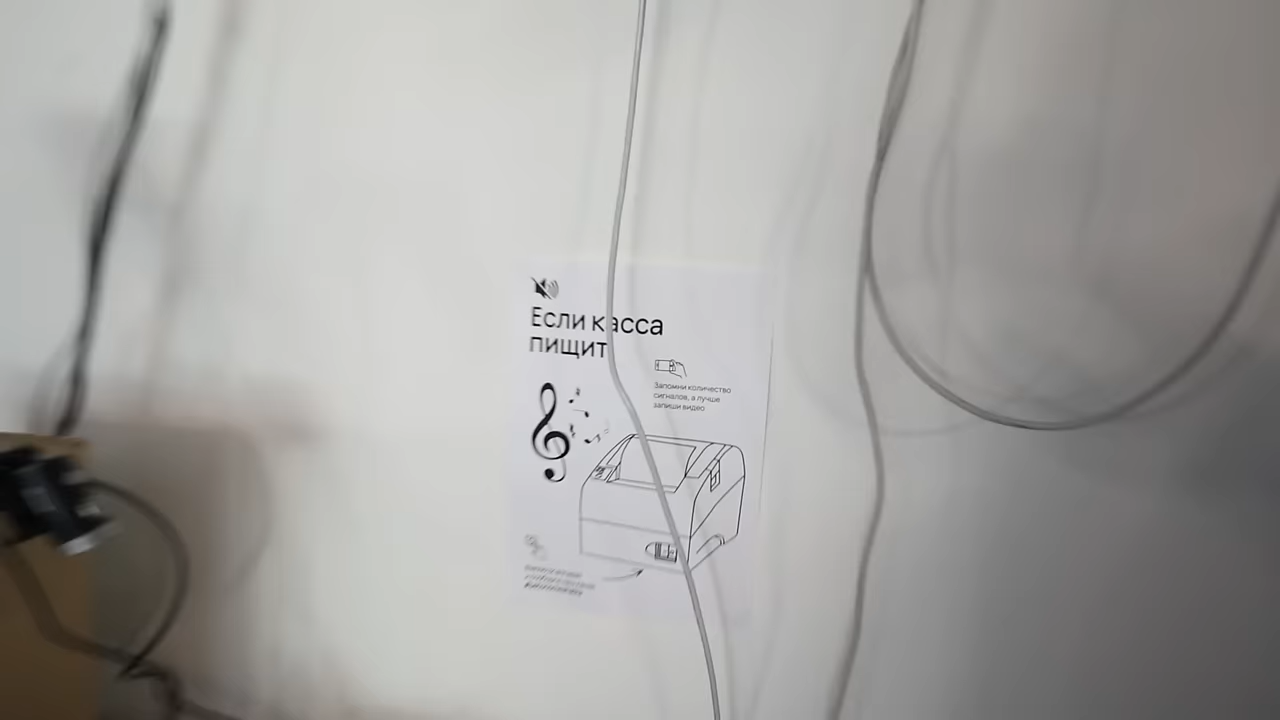 Если касса
пищит
Запомни количество
сигналов, а лучше
запиши видео